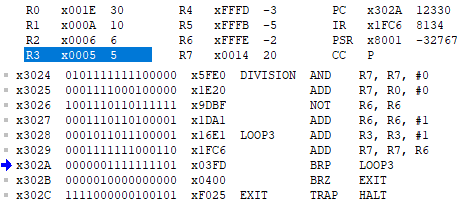 R0 x001E 30 R4 xFFFD -3 PC x302A 12330
R1 x000A 10 R5 xFFFB -5 IR x1FC6 8134
R2 x0006 6 R6 xFFFE -2 PSR x8001 -32767
R3 x0005 5 R7 x0014 20 CC P
x3024 0101111111100000 x5FE0 DIVISION AND R7, R7, #0
x3025 0001111000100000 x1E20 ADD R7, R0, #0
x3026 1001110110111111 x9DBF NOT R6, R6
x3027 0001110110100001 x1DA1 ADD R6, R6, #1
x3028 0001011011100001 x16E1 LOOP3 ADD R3, R3, #1
x3029 0001111111000110 x1FC6 ADD R7, R7, R6
x302A 0000001111111101 x03FD BRP LOOP3
x302B 0000010000000000 x0400 BRZ EXIT
x302C 1111000000100101 xF025 EXIT TRAP HALT